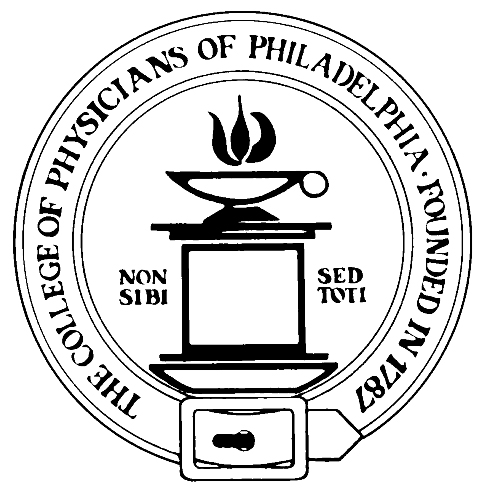 THE COLLEGE OF PHYSICIANS OF PHILADELPHIA · FOUNDED IN 1787
NON
SIBI
SED
TOTI